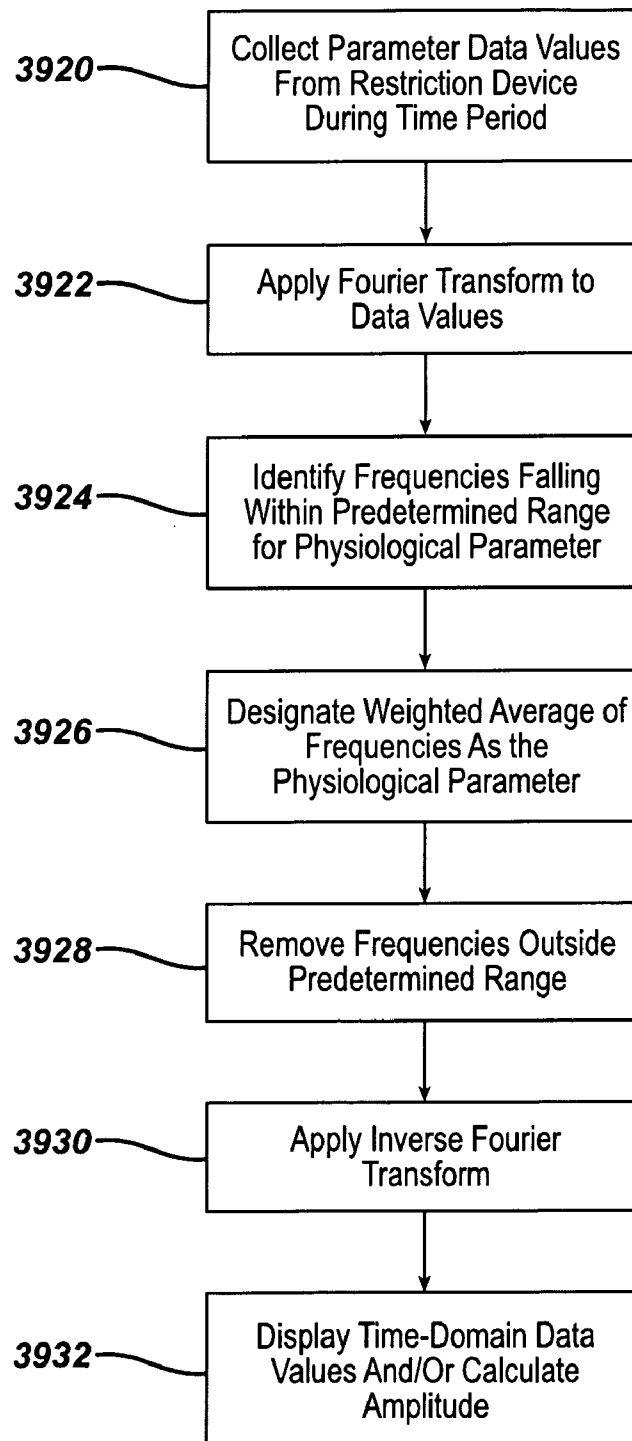 3920
Collect Parameter Data Values
From Restriction Device
During Time Period
3922
Apply Fourier Transform to
Data Values
3924
Identify Frequencies Falling
Within Predetermined Range
for Physiological Parameter
3926
Designate Weighted Average of
Frequencies As the
Physiological Parameter
3928
Remove Frequencies Outside
Predetermined Range
3930
Apply Inverse Fourier
Transform
3932
Display Time-Domain Data
Values And/Or Calculate
Amplitude